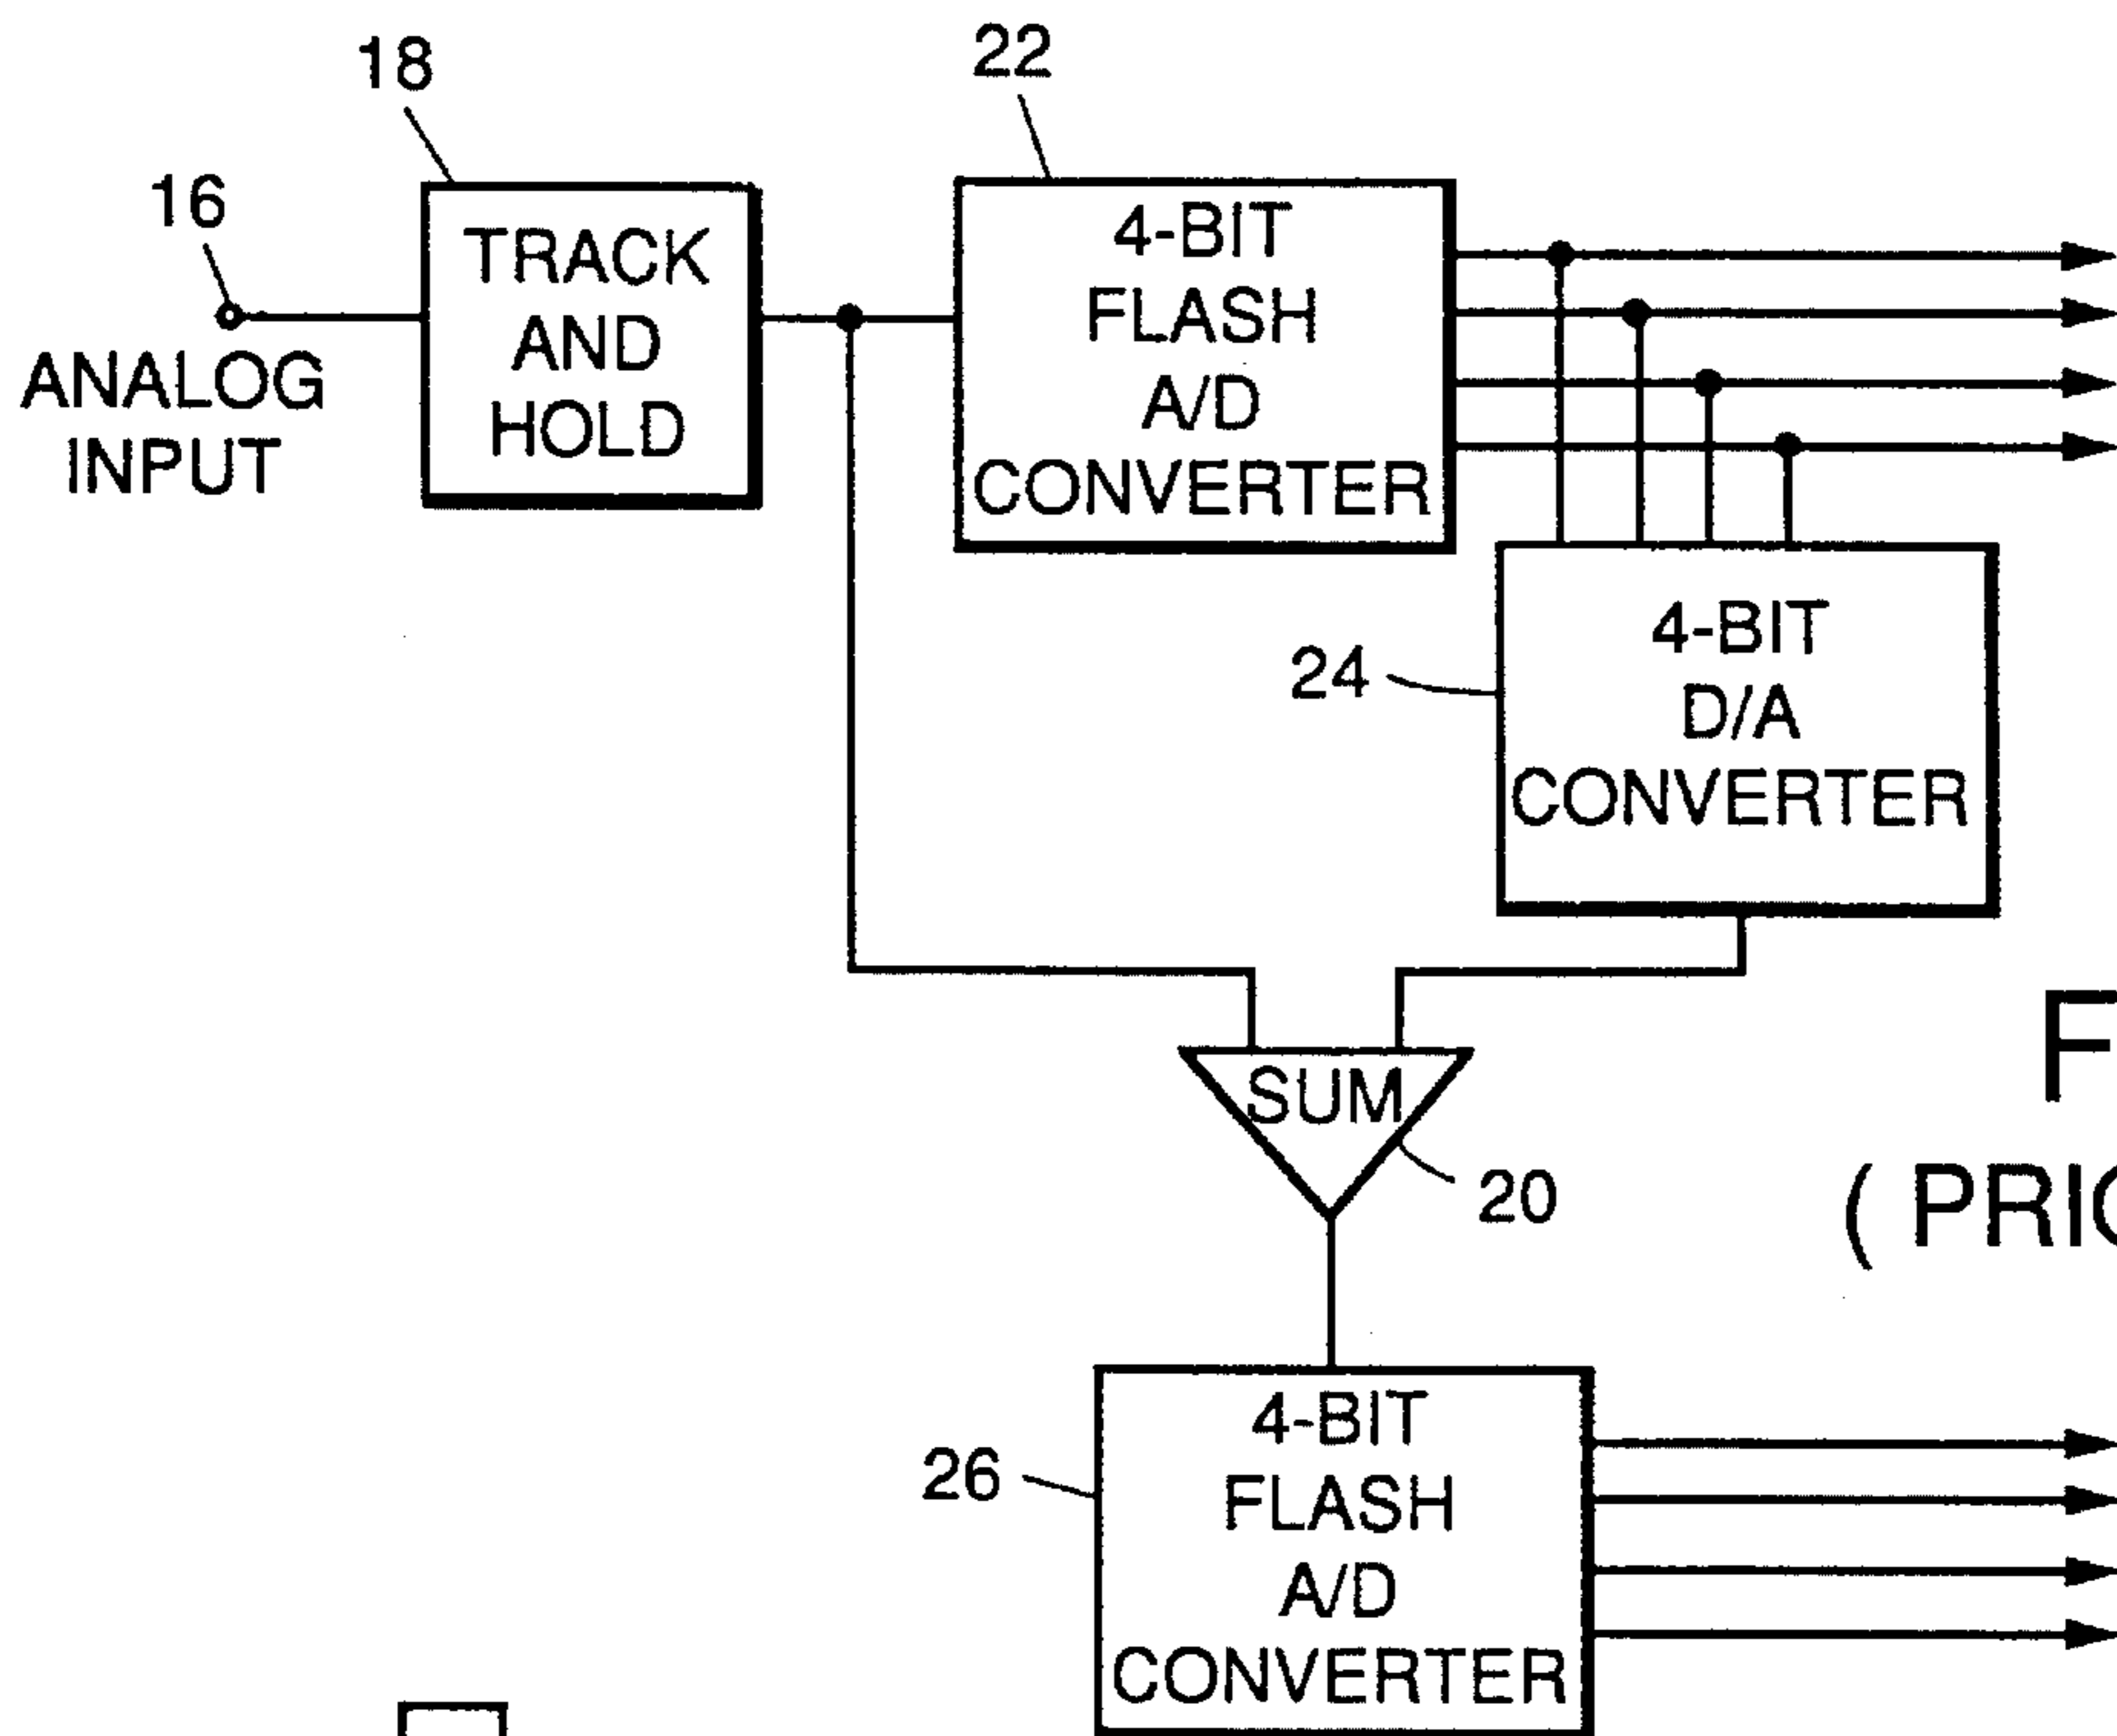 18
22
16
TRACK
AND
HOLD
ANALOG
INPUT
4-BIT
FLASH
A/D
CONVERTER
24
4-BIT
D/A
CONVERTER
SUM
20
F
( PRIO
26
4-BIT
FLASH
A/D
CONVERTER